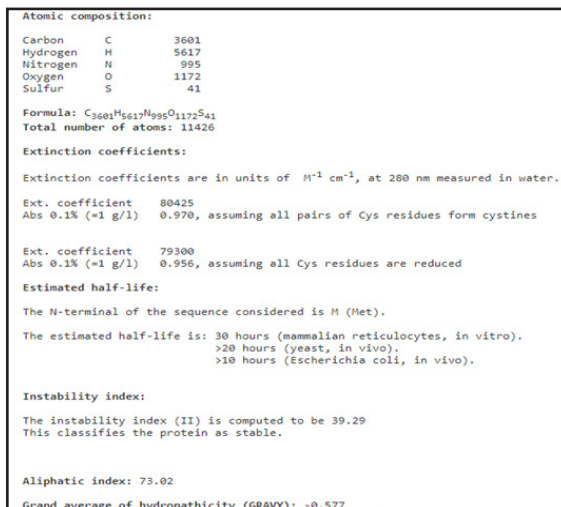 Atomic composition:
Carbon C 3601
Hydrogen H 5617
Nitrogen N 995
Oxygen O 1172
Sulfur S 41
Formula: C₃₆₀₁H₅₆₁₇N₉₉₅O₁₁₇₂S₄₁
Total number of atoms: 11426
Extinction coefficients:
Extinction coefficients are in units of M⁻¹ cm⁻¹, at 280 nm measured in water.
Ext. coefficient 80425
Abs 0.1% (=1 g/l) 0.970, assuming all pairs of Cys residues form cystines
Ext. coefficient 79300
Abs 0.1% (=1 g/l) 0.956, assuming all Cys residues are reduced
Estimated half-life:
The N-terminal of the sequence considered is M (Met).
The estimated half-life is: 30 hours (mammalian reticulocytes, in vitro).
>20 hours (yeast, in vivo).
>10 hours (Escherichia coli, in vivo).
Instability index:
The instability index (II) is computed to be 39.29
This classifies the protein as stable.
Aliphatic index: 73.02
Grand average of hydropathicity (GRAVY): -0.577